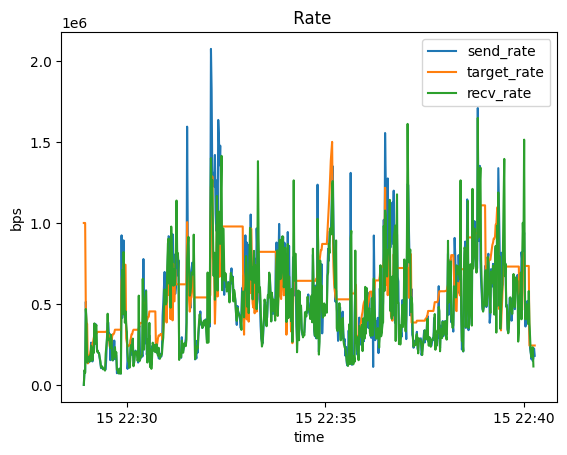 Rate
1e6
send_rate
target_rate
recv_rate
2.0
1.5
1.0
0.5
0.0
bps
15 22:30
15 22:35
15 22:40
time